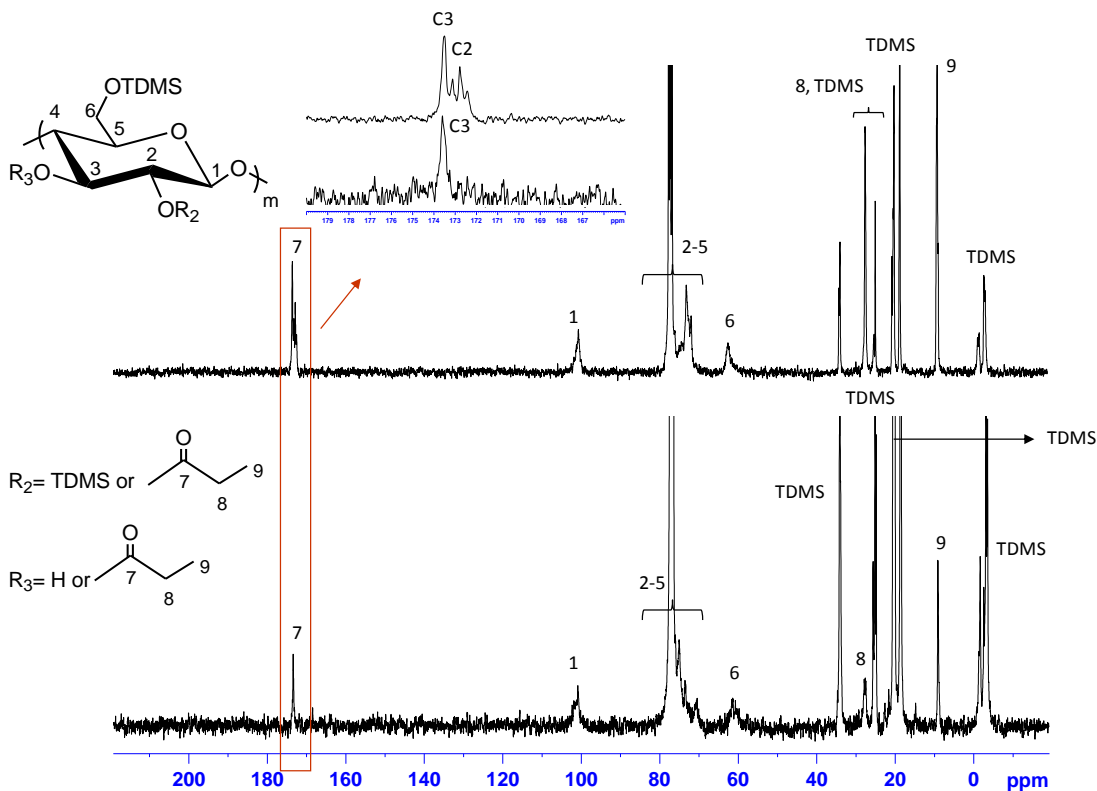 C3
C2
C3
179 178 177 176 175 174 173 172 171 170 169 168 167 ppm
OTDMS
6
4
5
O
R3O
3
2
1
O
m
OR2
TDMS
8, TDMS
9
7
2-5
TDMS
1
6
TDMS
TDMS
R2= TDMS or
O
7
8
9
TDMS
9
TDMS
R3= H or
O
7
8
9
2-5
7
1
6
8
200 180 160 140 120 100 80 60 40 20 0 ppm